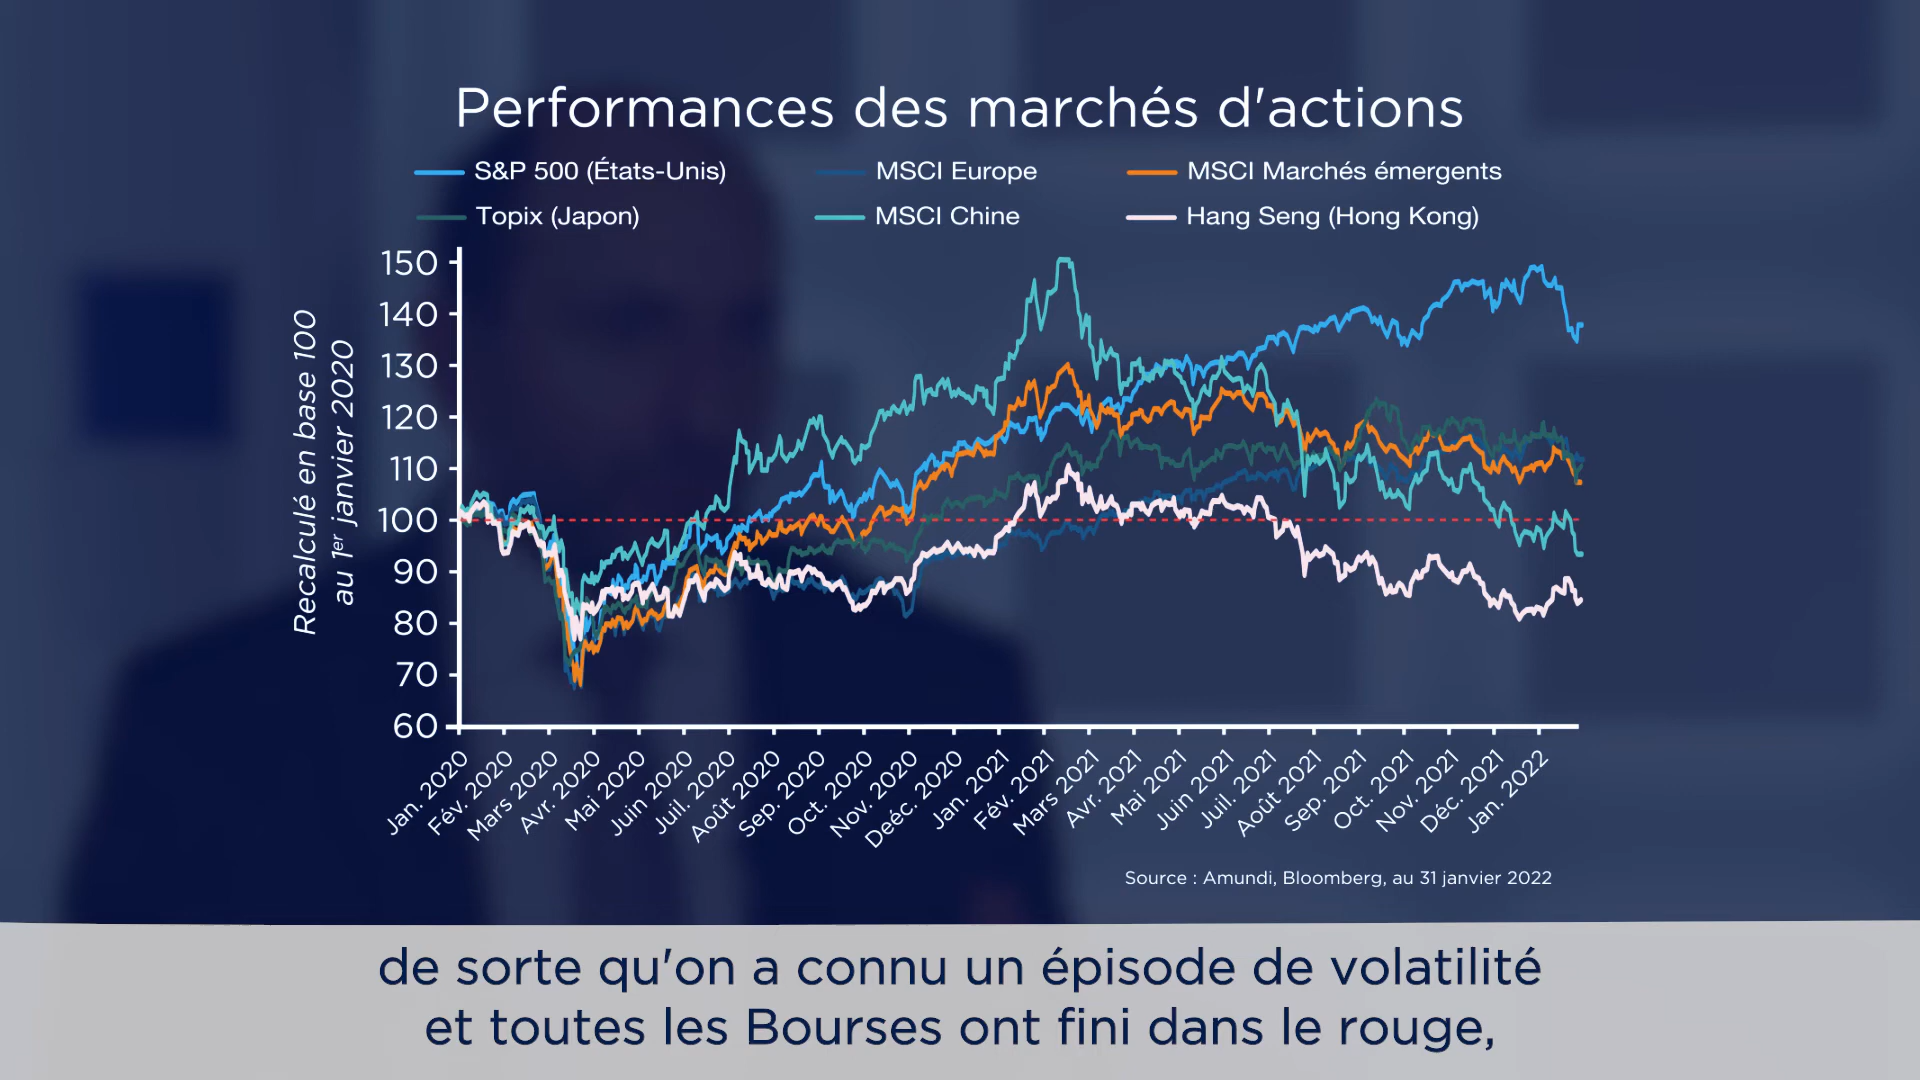 Performances des marchés d'actions
S&P 500 (États-Unis)
MSCI Europe
MSCI Marchés émergents
Topix (Japon)
MSCI Chine
Hang Seng (Hong Kong)
Recalculé en base 100
au 1er janvier 2020
150
140
130
120
110
100
90
80
70
60
Jan. 2020
Fév. 2020
Mars 2020
Avr. 2020
Mai 2020
Juin 2020
Juil. 2020
Août 2020
Sep. 2020
Oct. 2020
Nov. 2020
Deéc. 2020
Jan. 2021
Fév. 2021
Mars 2021
Avr. 2021
Mai 2021
Juin 2021
Juil. 2021
Août 2021
Sep. 2021
Oct. 2021
Nov. 2021
Déc. 2021
Jan. 2022
Source : Amundi, Bloomberg, au 31 janvier 2022
de sorte qu'on a connu un épisode de volatilité
et toutes les Bourses ont fini dans le rouge,